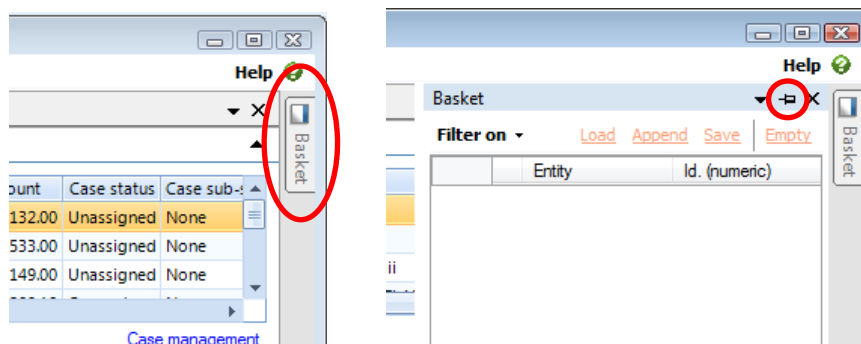 Help
Basket
ount Case status Case sub-
132.00 Unassigned None
533.00 Unassigned None
149.00 Unassigned None
Case management
Help
Basket
Filter on Load Append Save Empty
Basket
Entity Id. (numeric)
ii